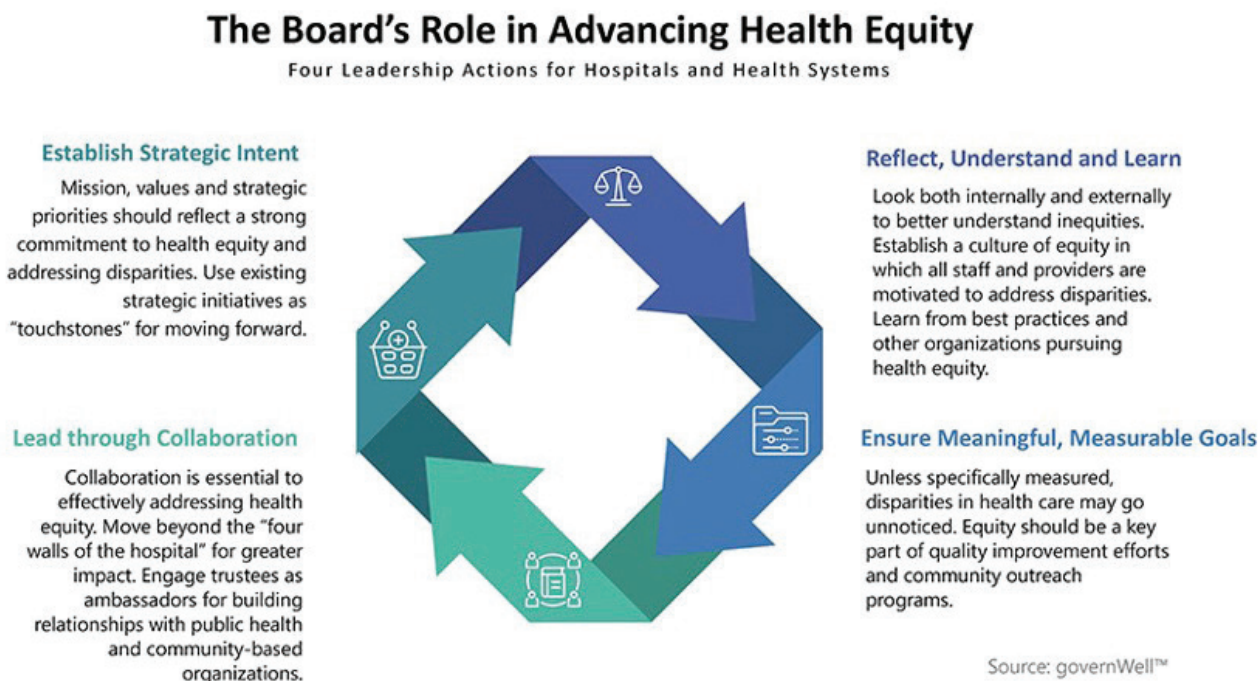 The Board's Role in Advancing Health Equity
Four Leadership Actions for Hospitals and Health Systems
Establish Strategic Intent
Mission, values and strategic
priorities should reflect a strong
commitment to health equity and
addressing disparities. Use existing
strategic initiatives as
“touchstones” for moving forward.
Reflect, Understand and Learn
Look both internally and externally
to better understand inequities.
Establish a culture of equity in
which all staff and providers are
motivated to address disparities.
Learn from best practices and
other organizations pursuing
health equity.
Lead through Collaboration
Collaboration is essential to
effectively addressing health
equity. Move beyond the “four
walls of the hospital” for greater
impact. Engage trustees as
ambassadors for building
relationships with public health
and community-based
organizations.
Ensure Meaningful, Measurable Goals
Unless specifically measured,
disparities in health care may go
unnoticed. Equity should be a key
part of quality improvement efforts
and community outreach
programs.
Source: governWell™